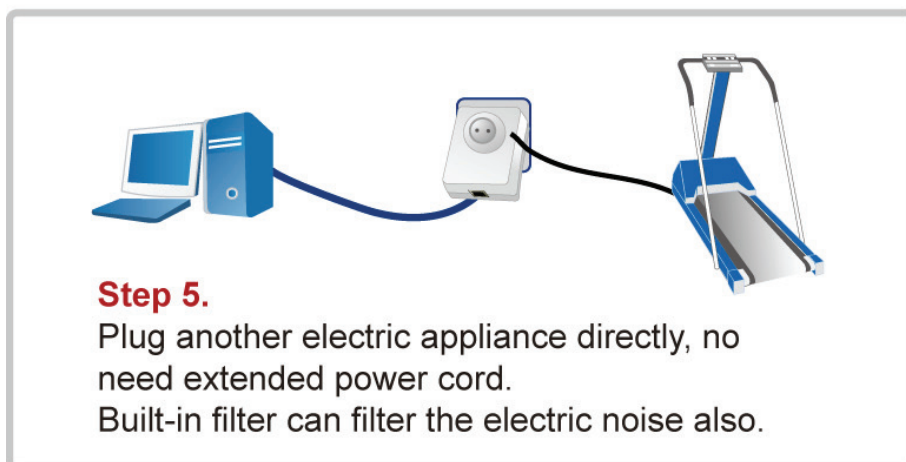 Step 5.
Plug another electric appliance directly, no
need extended power cord.
Built-in filter can filter the electric noise also.